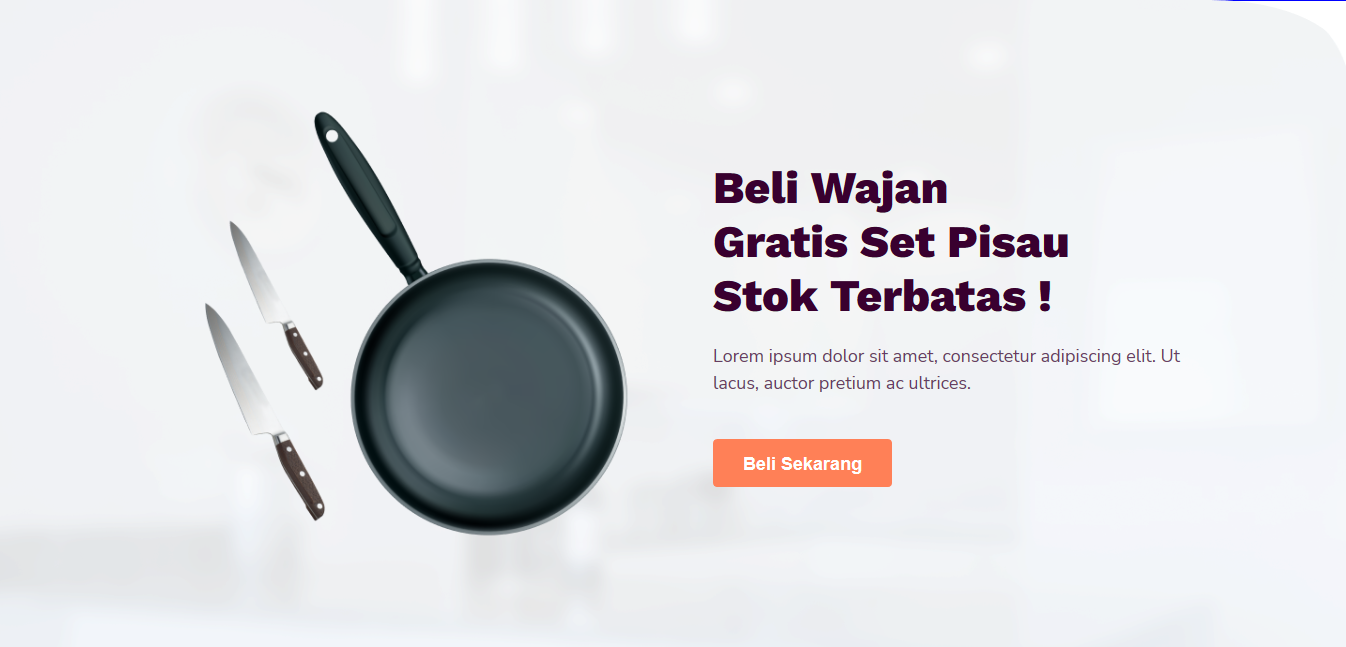 Beli Wajan
Gratis Set Pisau
Stok Terbatas !
Lorem ipsum dolor sit amet, consectetur adipiscing elit. Ut
lacus, auctor pretium ac ultrices.
Beli Sekarang